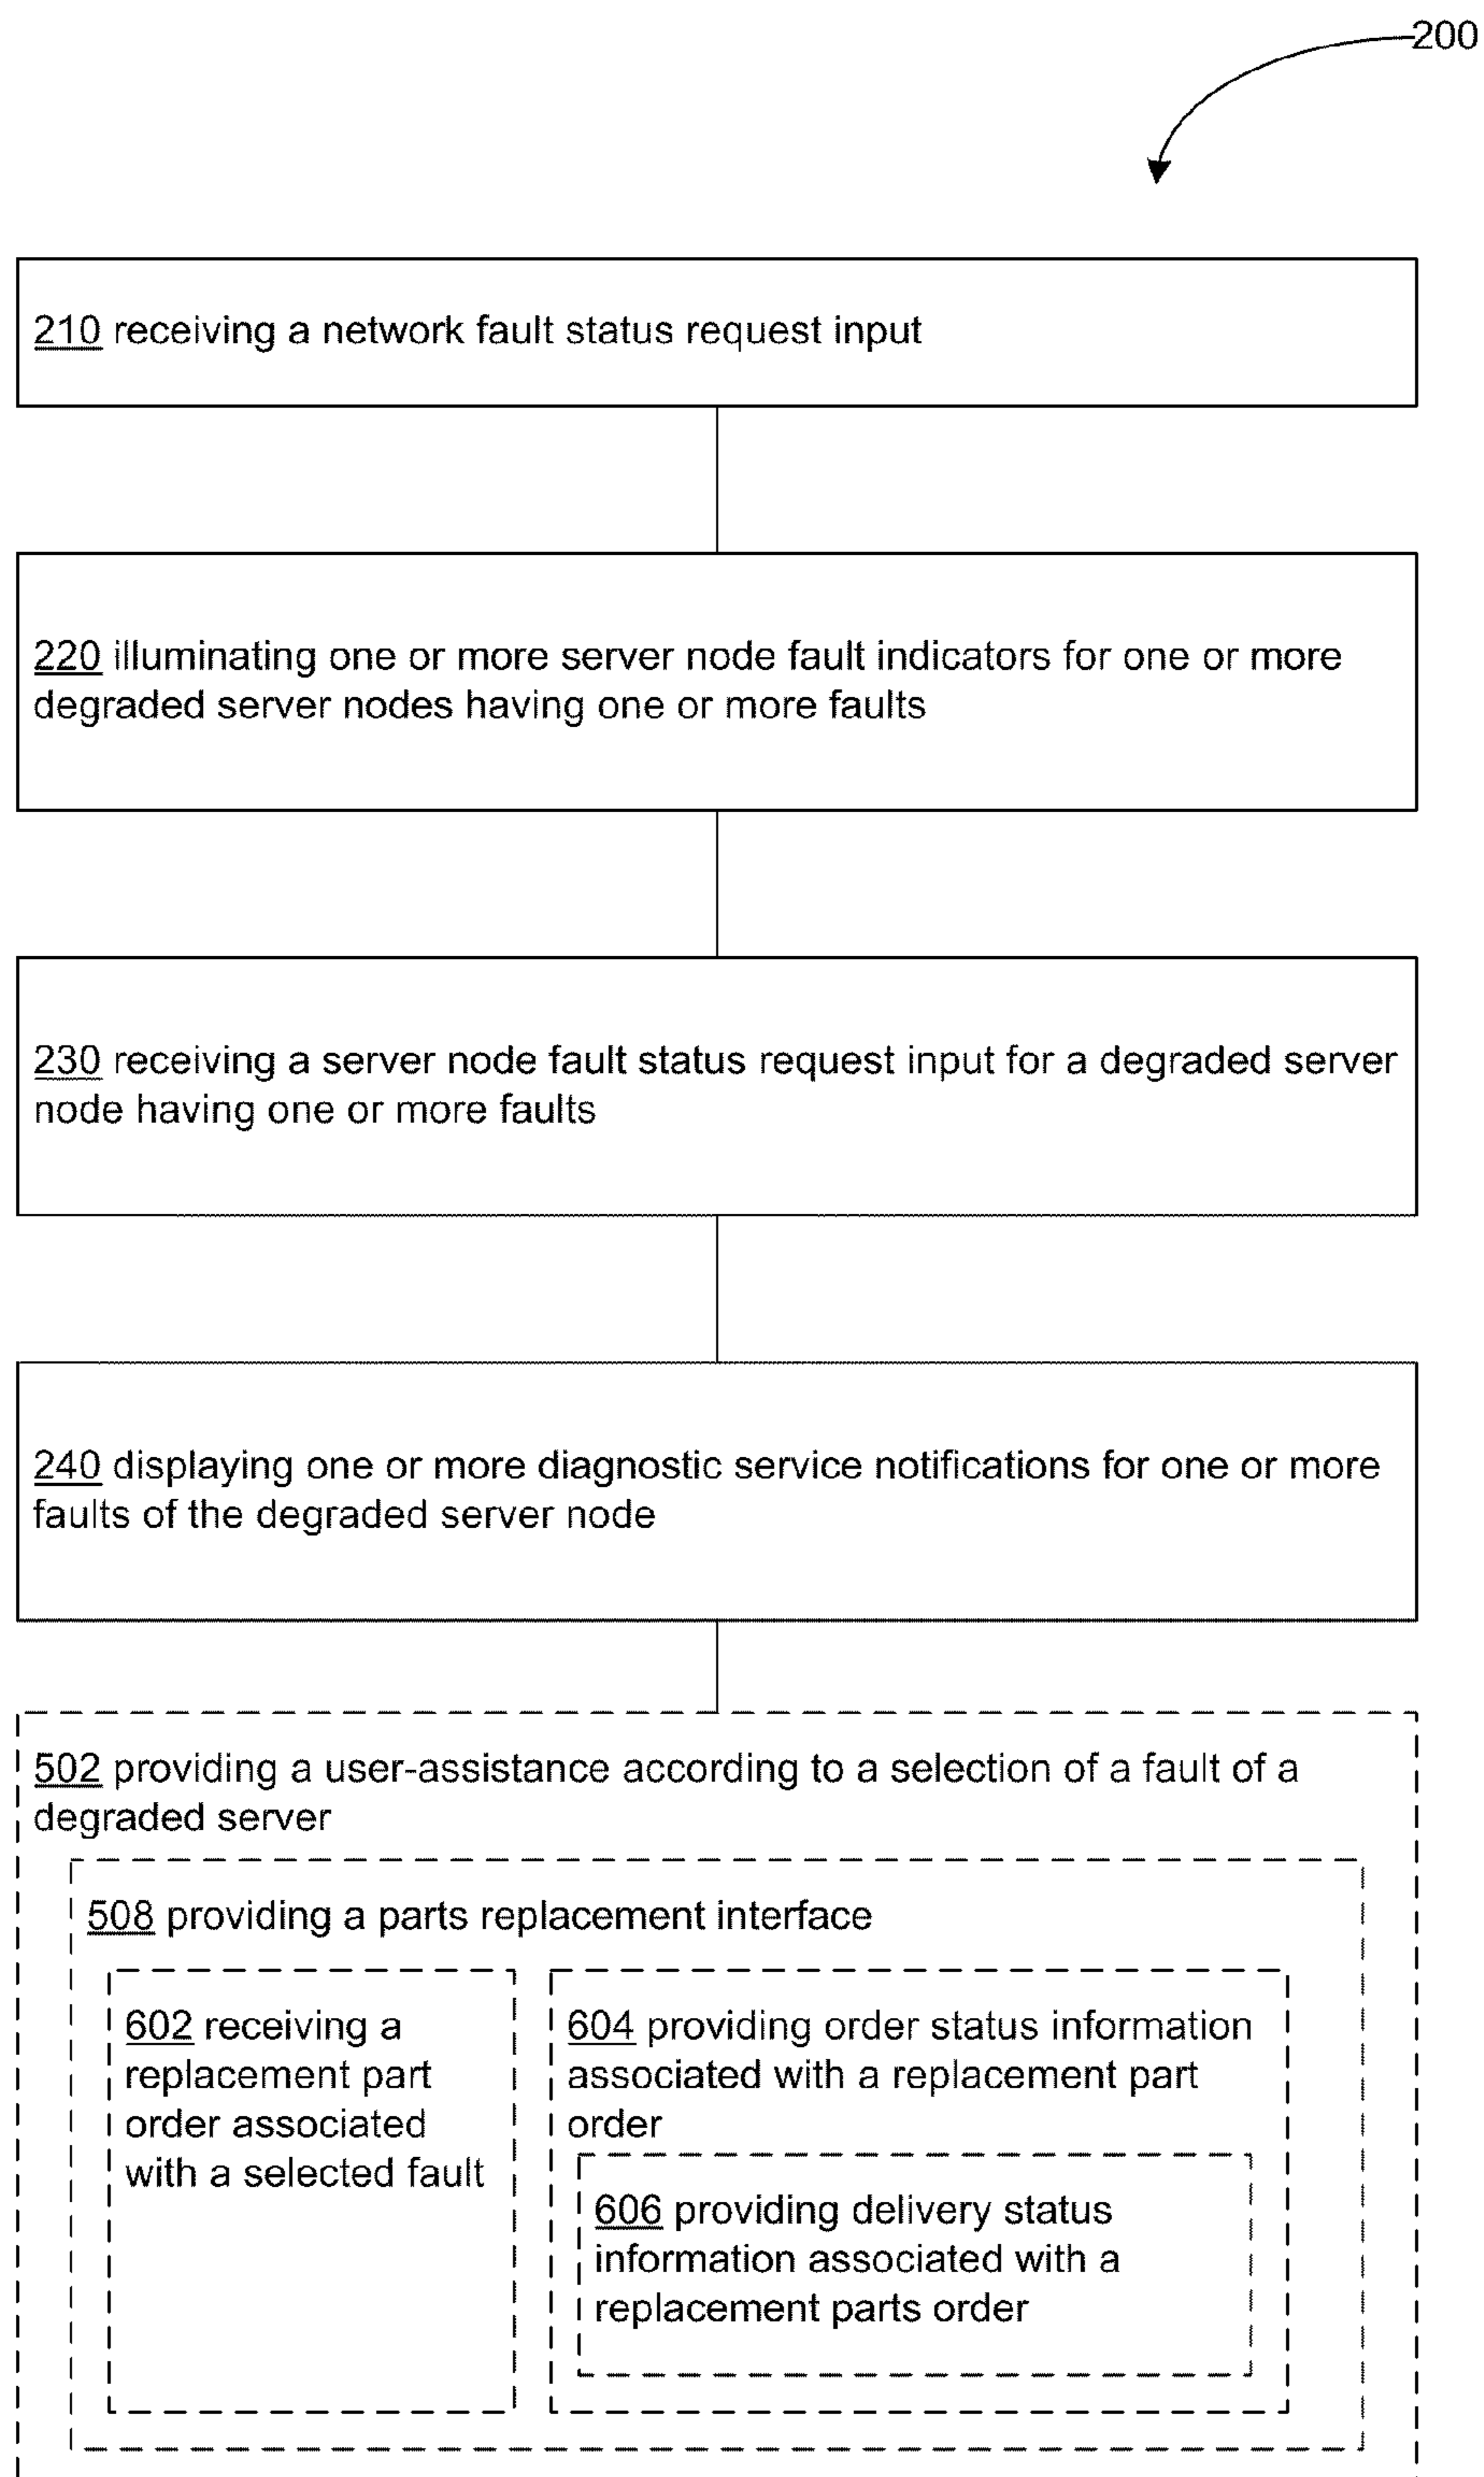 200
210 receiving a network fault status request input
220 illuminating one or more server node fault indicators for one or more
degraded server nodes having one or more faults
230 receiving a server node fault status request input for a degraded server
node having one or more faults
240 displaying one or more diagnostic service notifications for one or more
faults of the degraded server node
502 providing a user-assistance according to a selection of a fault of a
degraded server
508 providing a parts replacement interface
602 receiving a
replacement part
order associated
with a selected fault
604 providing order status information
associated with a replacement part
order
606 providing delivery status
information associated with a
replacement parts order